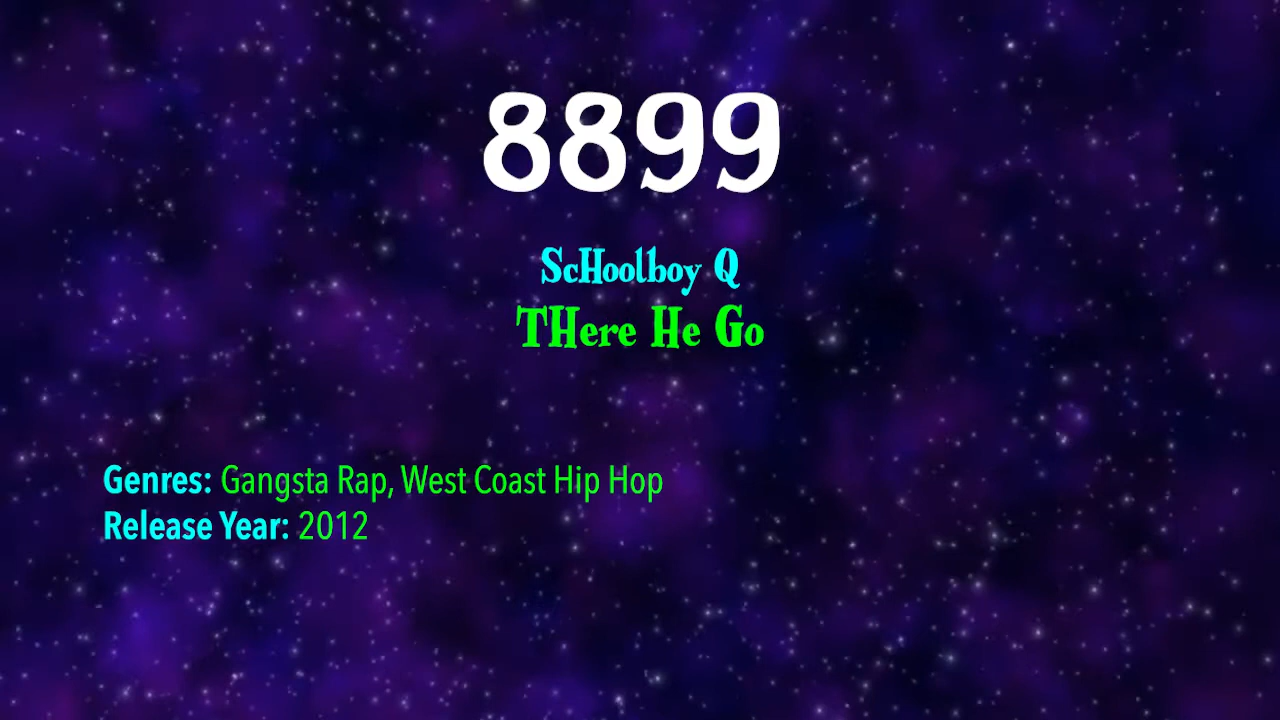 8899
ScHoolboy Q
THere He Go
Genres: Gangsta Rap, West Coast Hip Hop
Release Year: 2012